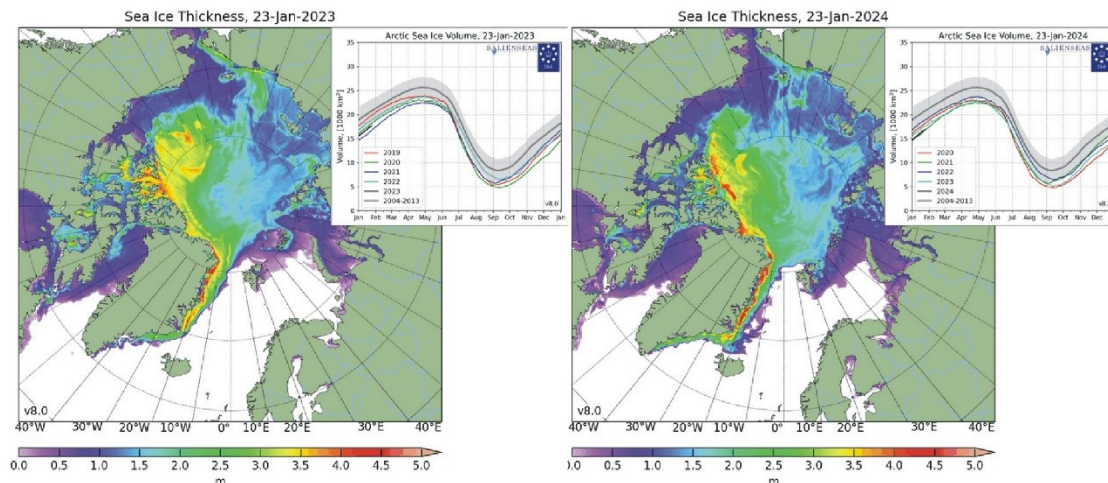 Sea Ice Thickness, 23-Jan-2023
Arctic Sea Ice Volume, 23-Jan-2023
SALIENSEAS
Volume, [1000 km³]
35
30
25
20
15
10
5
0
2019
2020
2021
2022
2023
2004-2013
v8.0
Jan Feb Mar Apr May Jun Jul Aug Sep Oct Nov Dec Jan
v8.0
40°W 30°W 20°W 10°W 0° 10°E 20°E 30°E 40°E
0.0 0.5 1.0 1.5 2.0 2.5 3.0 3.5 4.0 4.5 5.0
m
Sea Ice Thickness, 23-Jan-2024
Arctic Sea Ice Volume, 23-Jan-2024
SALIENSEAS
Volume, [1000 km³]
35
30
25
20
15
10
5
0
2020
2021
2022
2023
2024
2004-2013
v8.
Jan Feb Mar Apr May Jun Jul Aug Sep Oct Nov Dec
v8.0
40°W 30°W 20°W 10°W 0° 10°E 20°E 30°E 40°E
0.0 0.5 1.0 1.5 2.0 2.5 3.0 3.5 4.0 4.5 5.0
m